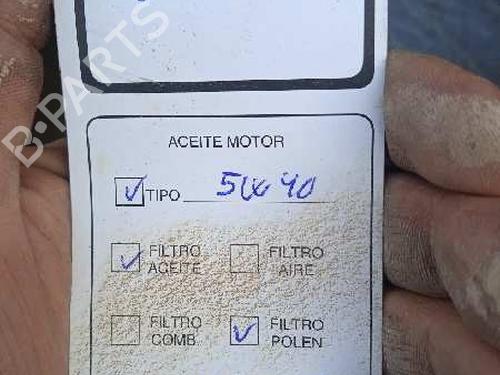 B-PARTS
ACEITE MOTOR
TIPO 5W40
FILTRO ACEITE
FILTRO AIRE
FILTRO COMB.
FILTRO POLEN